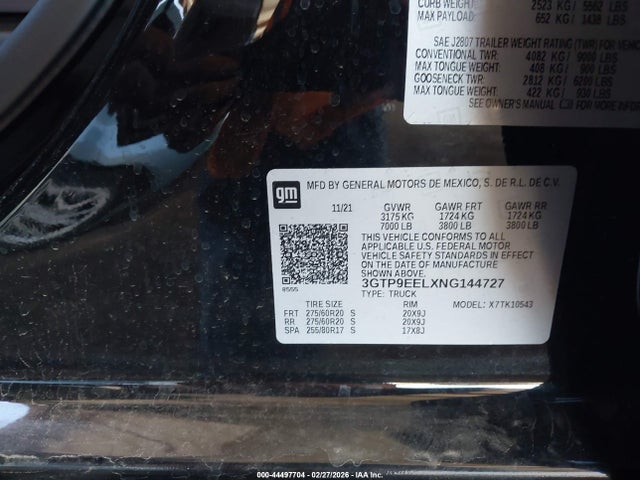 CURB WEIGHT: 2523 KG/ 5562 LBS
MAX PAYLOAD: 652 KG/ 1438 LBS
SAE J2807 TRAILER WEIGHT RATING (TWR) FOR VEHICLE
CONVENTIONAL TWR: 4082 KG/ 9000 LBS
MAX TONGUE WEIGHT: 408 KG/ 900 LBS
GOOSENECK TWR: 2812 KG/ 6200 LBS
MAX TONGUE WEIGHT: 422 KG/ 930 LBS
SEE OWNER'S MANUAL FOR MORE INFORMA
gm
MFD BY GENERAL MOTORS DE MEXICO, S. DE R.L. DE C.V.
11/21 GVWR GAWR FRT GAWR RR
3175 KG 1724 KG 1724 KG
7000 LB 3800 LB 3800 LB
THIS VEHICLE CONFORMS TO ALL
APPLICABLE U.S. FEDERAL MOTOR
VEHICLE SAFETY STANDARDS IN EFFECT
ON THE DATE OF MANUFACTURE SHOWN ABOVE.
8555
3GTP9EELXNG144727
TYPE: TRUCK
TIRE SIZE RIM MODEL: X7TK10543
FRT 275/60R20 S 20X9J
RR 275/60R20 S 20X9J
SPA 255/80R17 S 17X8J
000-44497704 - 02/27/2026 - IAA Inc.